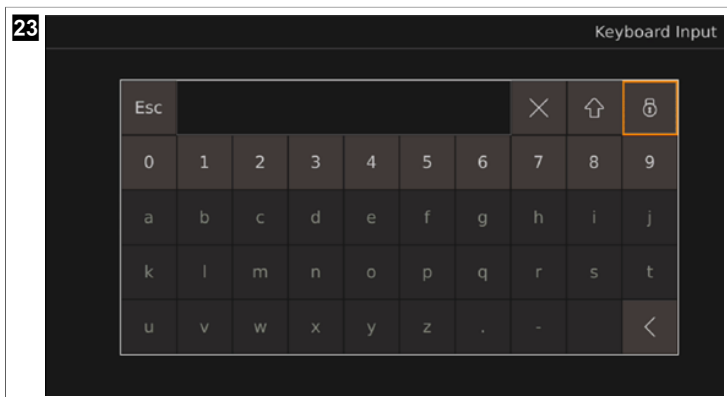 23
Keyboard Input
Esc
0 1 2 3 4 5 6 7 8 9
a b c d e f g h i j
k l m n o p q r s t
u v w x y z . -